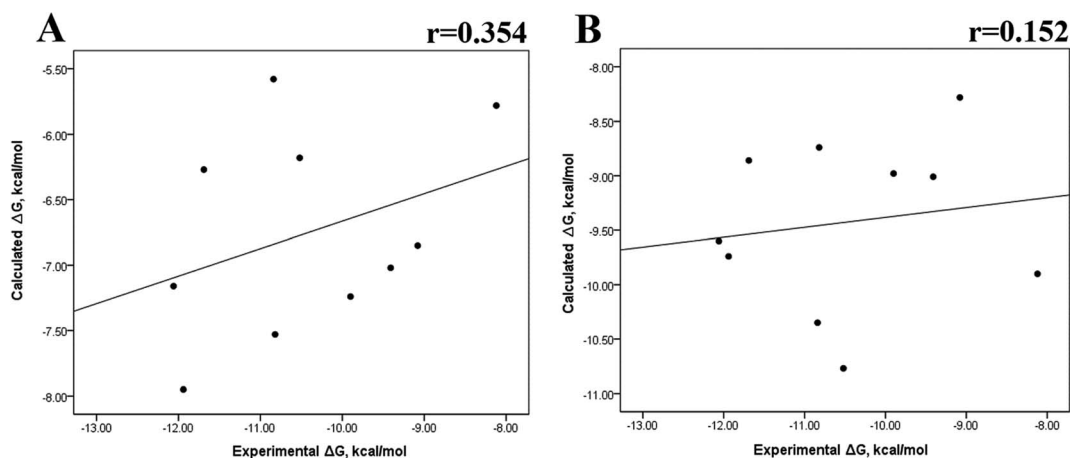 A
r=0.354
-5.50
-6.00
-6.50
-7.00
-7.50
-8.00
Calculated ΔG, kcal/mol
-13.00 -12.00 -11.00 -10.00 -9.00 -8.00
Experimental ΔG, kcal/mol
B
r=0.152
-8.00
-8.50
-9.00
-9.50
-10.00
-10.50
-11.00
Calculated ΔG, kcal/mol
-13.00 -12.00 -11.00 -10.00 -9.00 -8.00
Experimental ΔG, kcal/mol